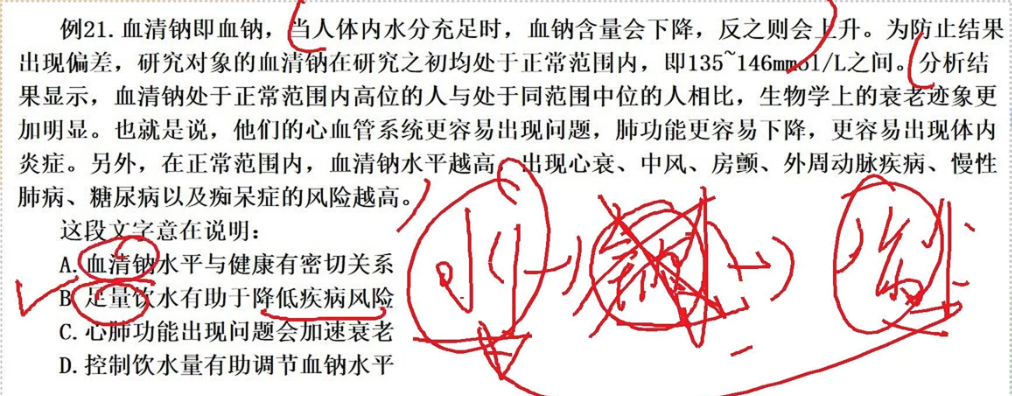 例21.血清钠即血钠，当人体内水分充足时，血钠含量会下降，反之则会上升。为防止结果
出现偏差，研究对象的血清钠在研究之初均处于正常范围内，即135~146mmol/L之间。分析结
果显示，血清钠处于正常范围内高位的人与处于同范围中位的人相比，生物学上的衰老迹象更
加明显。也就是说，他们的心血管系统更容易出现问题，肺功能更容易下降，更容易出现体内
炎症。另外，在正常范围内，血清钠水平越高，出现心衰、中风、房颤、外周动脉疾病、慢性
肺病、糖尿病以及痴呆症的风险越高。
这段文字意在说明：
A.血清钠水平与健康有密切关系
B.足量饮水有助于降低疾病风险
C.心肺功能出现问题会加速衰老
D.控制饮水量有助调节血钠水平